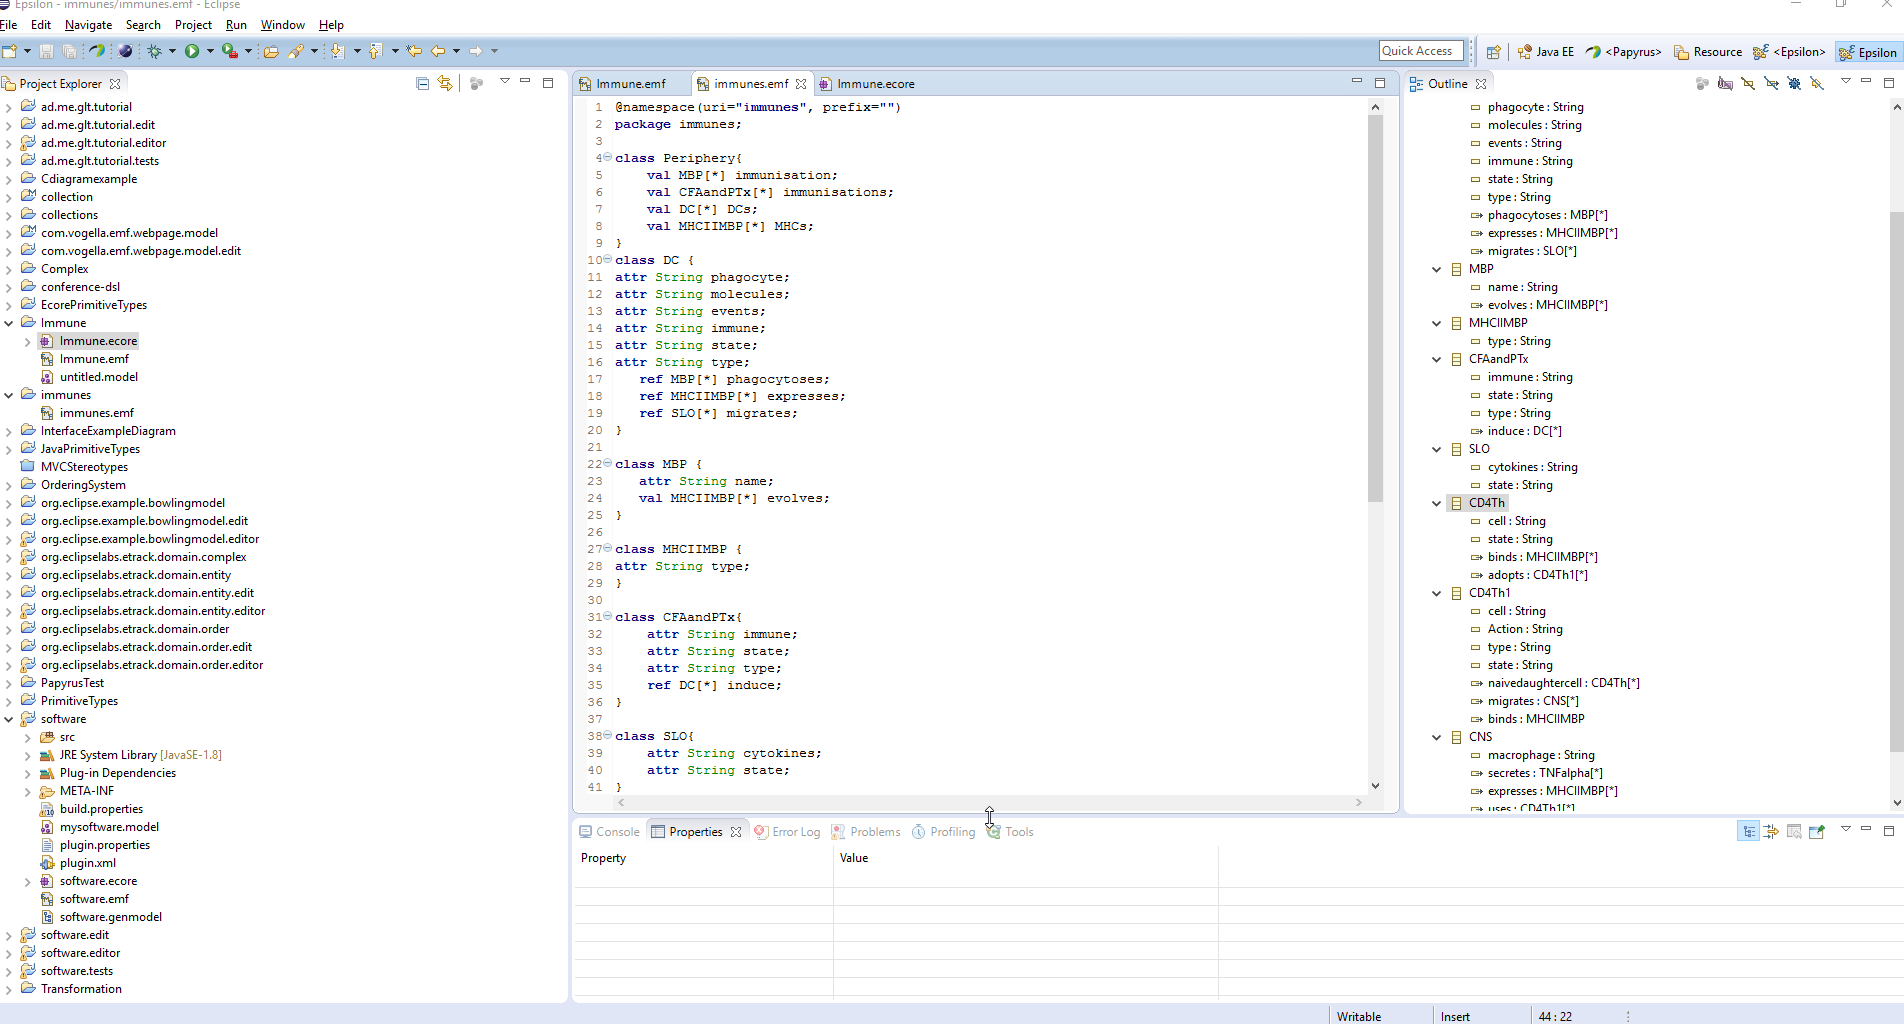 Epsilon - immunes/immunes.emf - Eclipse
File Edit Navigate Search Project Run Window Help
Quick Access
Java EE <Papyrus> Resource <Epsilon> Epsilon
Project Explorer
ad.me.glt.tutorial
ad.me.glt.tutorial.edit
ad.me.glt.tutorial.editor
ad.me.glt.tutorial.tests
Cdiagramexample
collection
collections
com.vogella.emf.webpage.model
com.vogella.emf.webpage.model.edit
Complex
conference-dsl
EcorePrimitiveTypes
Immune
Immune.ecore
Immune.emf
untitled.model
immunes
immunes.emf
InterfaceExampleDiagram
JavaPrimitiveTypes
MVCStereotypes
OrderingSystem
org.eclipse.example.bowlingmodel
org.eclipse.example.bowlingmodel.edit
org.eclipse.example.bowlingmodel.editor
org.eclipselabs.etrack.domain.complex
org.eclipselabs.etrack.domain.entity
org.eclipselabs.etrack.domain.entity.edit
org.eclipselabs.etrack.domain.entity.editor
org.eclipselabs.etrack.domain.order
org.eclipselabs.etrack.domain.order.edit
org.eclipselabs.etrack.domain.order.editor
PapyrusTest
PrimitiveTypes
software
src
JRE System Library [JavaSE-1.8]
Plug-in Dependencies
META-INF
build.properties
mysoftware.model
plugin.properties
plugin.xml
software.ecore
software.emf
software.genmodel
software.edit
software.editor
software.tests
Transformation
Immune.emf immunes.emf Immune.ecore
1 @namespace(uri="immunes", prefix="")
2 package immunes;
3
4 class Periphery{
5 val MBP[*] immunisation;
6 val CFAandPTx[*] immunisations;
7 val DC[*] DCs;
8 val MHCIIMBP[*] MHCs;
9 }
10 class DC {
11 attr String phagocyte;
12 attr String molecules;
13 attr String events;
14 attr String immune;
15 attr String state;
16 attr String type;
17 ref MBP[*] phagocytoses;
18 ref MHCIIMBP[*] expresses;
19 ref SLO[*] migrates;
20 }
21
22 class MBP {
23 attr String name;
24 val MHCIIMBP[*] evolves;
25 }
26
27 class MHCIIMBP {
28 attr String type;
29 }
30
31 class CFAandPTx{
32 attr String immune;
33 attr String state;
34 attr String type;
35 ref DC[*] induce;
36 }
37
38 class SLO{
39 attr String cytokines;
40 attr String state;
41 }
Outline
phagocyte : String
molecules : String
events : String
immune : String
state : String
type : String
phagocytoses : MBP[*]
expresses : MHCIIMBP[*]
migrates : SLO[*]
MBP
name : String
evolves : MHCIIMBP[*]
MHCIIMBP
type : String
CFAandPTx
immune : String
state : String
type : String
induce : DC[*]
SLO
cytokines : String
state : String
CD4Th
cell : String
state : String
binds : MHCIIMBP[*]
adopts : CD4Th1[*]
CD4Th1
cell : String
Action : String
type : String
state : String
naivedaughtercell : CD4Th[*]
migrates : CNS[*]
binds : MHCIIMBP
CNS
macrophage : String
secretes : TNFalpha[*]
expresses : MHCIIMBP[*]
uses : CD4Th1[*]
Console Properties Error Log Problems Profiling Tools
Property Value
Writable Insert 44 : 22